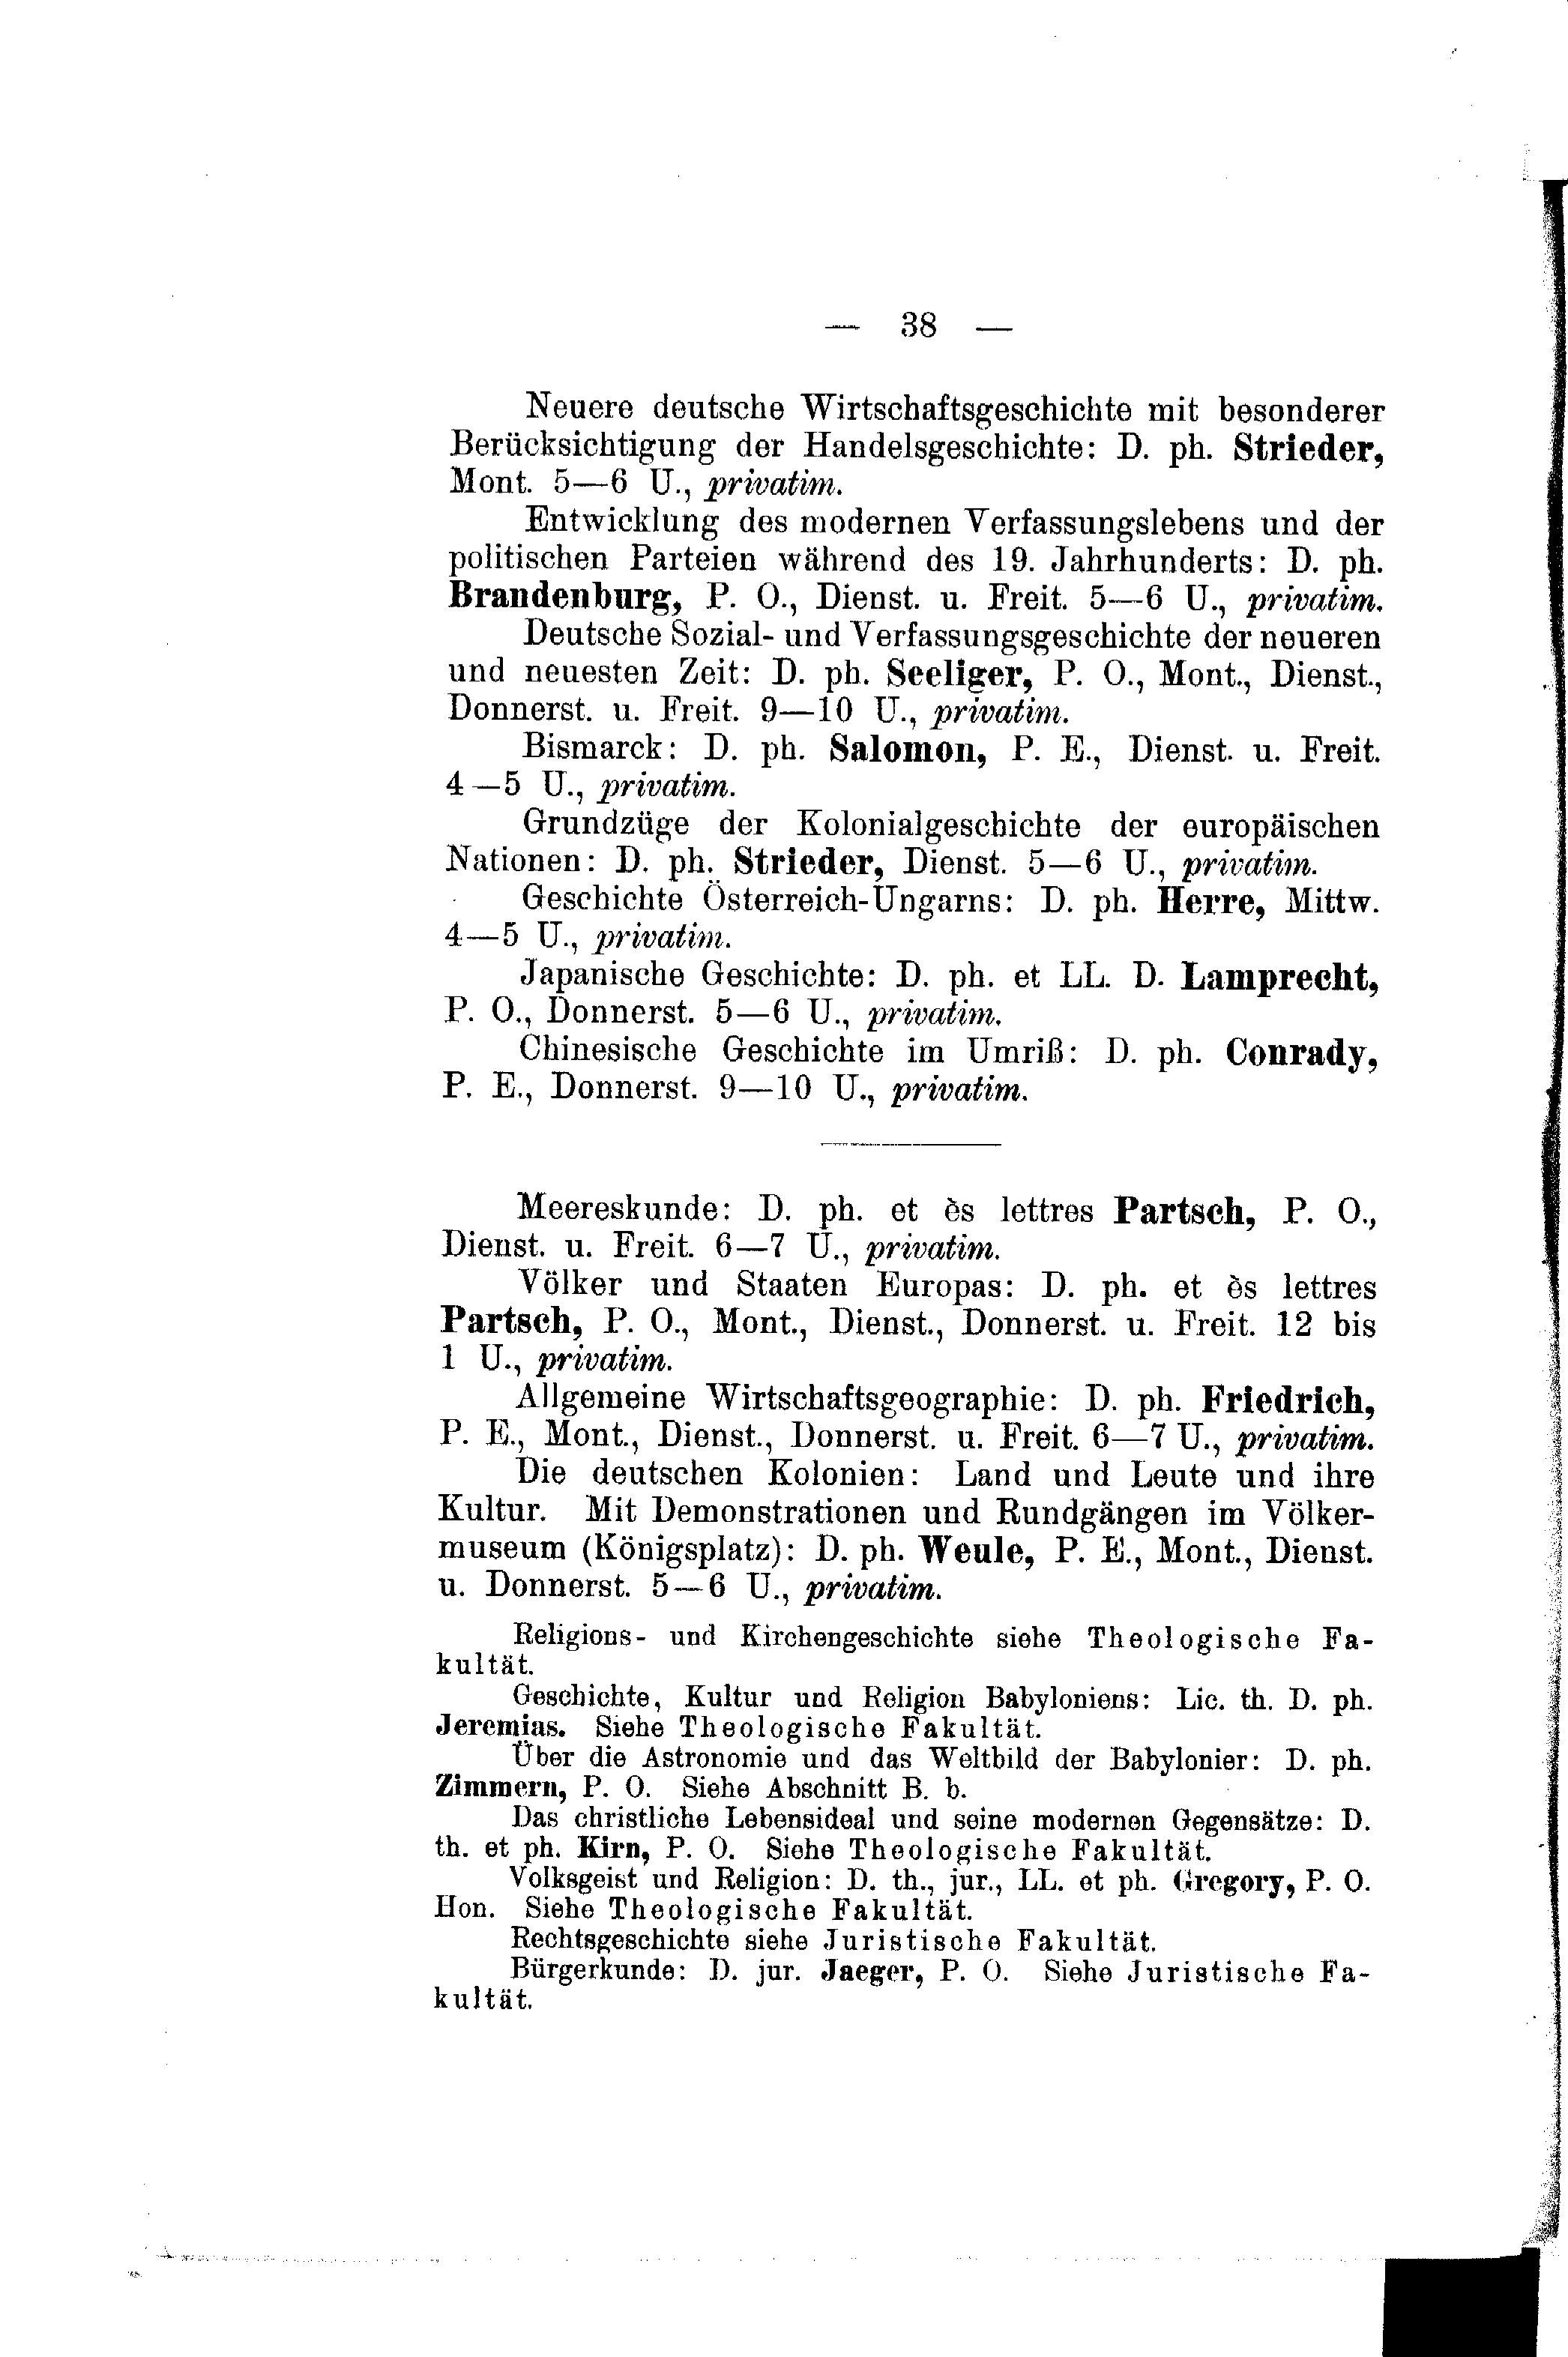 — 38 —
Neuere deutsche Wirtschaftsgeschichte mit besonderer
Berücksichtigung der Handelsgeschichte: D. ph. Strieder,
Mont. 5—6 U., privatim.
Entwicklung des modernen Verfassungslebens und der
politischen Parteien während des 19. Jahrhunderts: D. ph.
Brandenburg, P. O., Dienst. u. Freit. 5—6 U., privatim.
Deutsche Sozial- und Verfassungsgeschichte der neueren
und neuesten Zeit: D. ph. Seeliger, P. O., Mont., Dienst.,
Donnerst. u. Freit. 9—10 U., privatim.
Bismarck: D. ph. Salomon, P. E., Dienst. u. Freit.
4—5 U., privatim.
Grundzüge der Kolonialgeschichte der europäischen
Nationen: D. ph. Strieder, Dienst. 5—6 U., privatim.
Geschichte Österreich-Ungarns: D. ph. Herre, Mittw.
4—5 U., privatim.
Japanische Geschichte: D. ph. et LL. D. Lamprecht,
P. O., Donnerst. 5—6 U., privatim.
Chinesische Geschichte im Umriß: D. ph. Conrady,
P. E., Donnerst. 9—10 U., privatim.
Meereskunde: D. ph. et ès lettres Partsch, P. O.,
Dienst. u. Freit. 6—7 U., privatim.
Völker und Staaten Europas: D. ph. et ès lettres
Partsch, P. O., Mont., Dienst., Donnerst. u. Freit. 12 bis
1 U., privatim.
Allgemeine Wirtschaftsgeographie: D. ph. Friedrich,
P. E., Mont., Dienst., Donnerst. u. Freit. 6—7 U., privatim.
Die deutschen Kolonien: Land und Leute und ihre
Kultur. Mit Demonstrationen und Rundgängen im Völker-
museum (Königsplatz): D. ph. Weule, P. E., Mont., Dienst.
u. Donnerst. 5—6 U., privatim.
Religions- und Kirchengeschichte siehe Theologische Fa-
kultät.
Geschichte, Kultur und Religion Babyloniens: Lic. th. D. ph.
Jeremias. Siehe Theologische Fakultät.
Über die Astronomie und das Weltbild der Babylonier: D. ph.
Zimmern, P. O. Siehe Abschnitt B. b.
Das christliche Lebensideal und seine modernen Gegensätze: D.
th. et ph. Kirn, P. O. Siehe Theologische Fakultät.
Volksgeist und Religion: D. th., jur., LL. et ph. Gregory, P. O.
Hon. Siehe Theologische Fakultät.
Rechtsgeschichte siehe Juristische Fakultät.
Bürgerkunde: D. jur. Jaeger, P. O. Siehe Juristische Fa-
kultät.